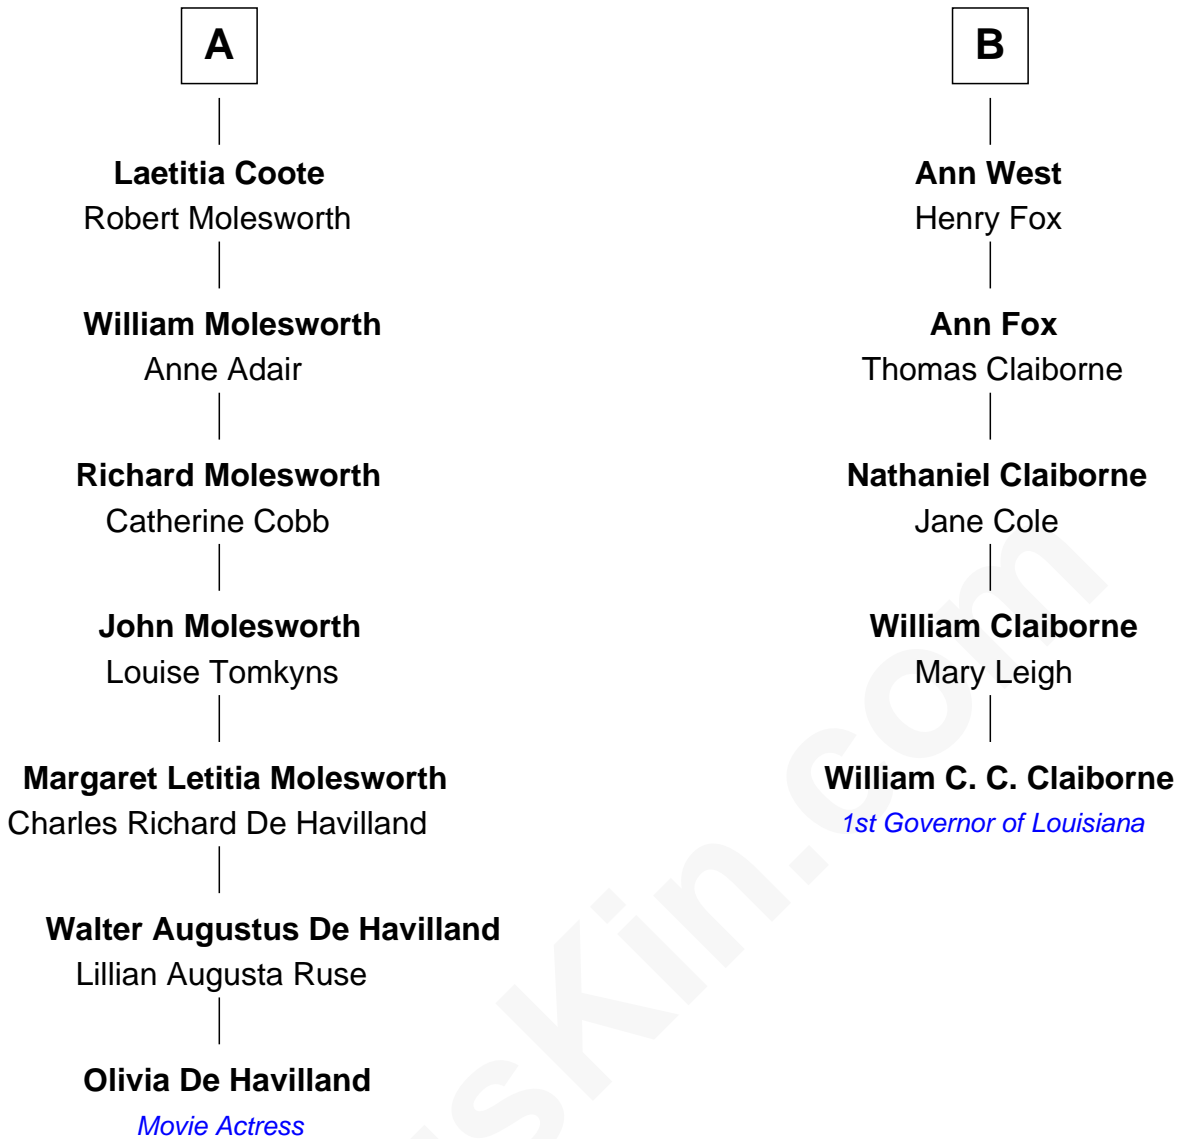 A
Laetitia Coote
Robert Molesworth
William Molesworth
Anne Adair
Richard Molesworth
Catherine Cobb
John Molesworth
Louise Tomkyns
Margaret Letitia Molesworth
Charles Richard De Havilland
Walter Augustus De Havilland
Lillian Augusta Ruse
Olivia De Havilland
Movie Actress
B
Ann West
Henry Fox
Ann Fox
Thomas Claiborne
Nathaniel Claiborne
Jane Cole
William Claiborne
Mary Leigh
William C. C. Claiborne
1st Governor of Louisiana